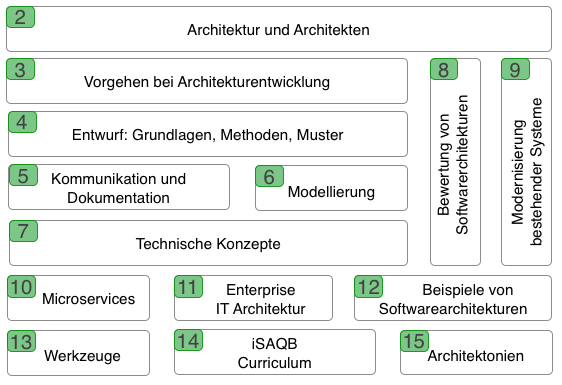 2
Architektur und Architekten
3
Vorgehen bei Architekturentwicklung
4
Entwurf: Grundlagen, Methoden, Muster
5
Kommunikation und
Dokumentation
6
Modellierung
7
Technische Konzepte
8
Bewertung von
Softwarerchitekturen
9
Modernisierung
bestehender Systeme
10
Microservices
11
Enterprise
IT Architektur
12
Beispiele von
Softwarearchitekturen
13
Werkzeuge
14
iSAQB
Curriculum
15
Architektonien